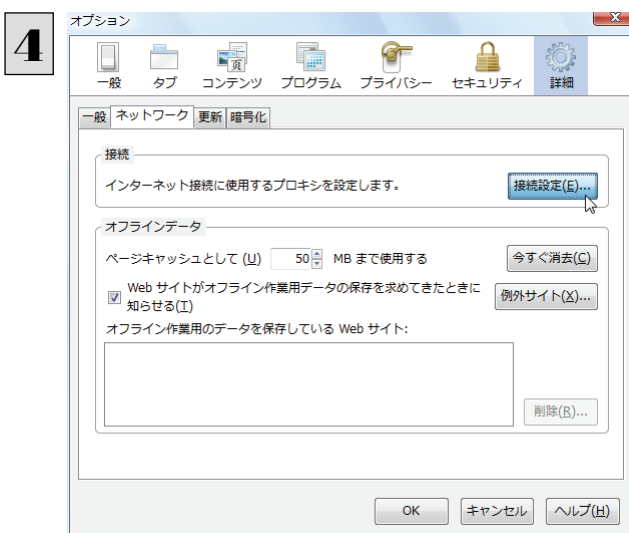 4
オプション
一般 タブ コンテンツ プログラム プライバシー セキュリティ 詳細
一般 ネットワーク 更新 暗号化
接続
インターネット接続に使用するプロキシを設定します。 接続設定(E)...
オフラインデータ
ページキャッシュとして (U) 50 MB まで使用する 今すぐ消去(C)
Web サイトがオフライン作業用データの保存を求めてきたときに
知らせる(T) 例外サイト(X)...
オフライン作業用のデータを保存している Web サイト:
削除(R)...
OK キャンセル ヘルプ(H)